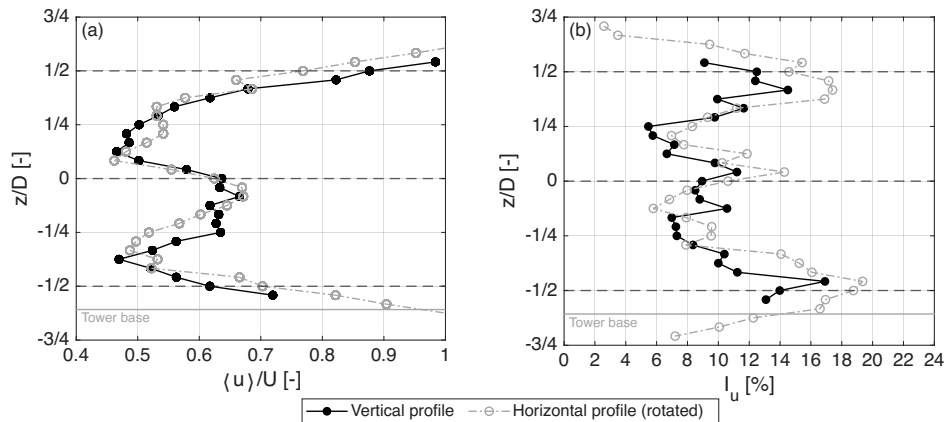 (a)
3/4
1/2
1/4
0
-1/4
-1/2
-3/4
z/D [-]
Tower base
0.4 0.5 0.6 0.7 0.8 0.9 1
⟨u⟩/U [-]
(b)
3/4
1/2
1/4
0
-1/4
-1/2
-3/4
z/D [-]
Tower base
0 2 4 6 8 10 12 14 16 18 20 22 24
I_u [%]
Vertical profile Horizontal profile (rotated)